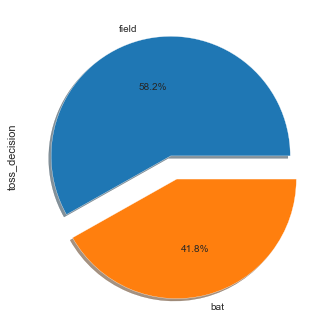 field
58.2%
toss_decision
41.8%
bat